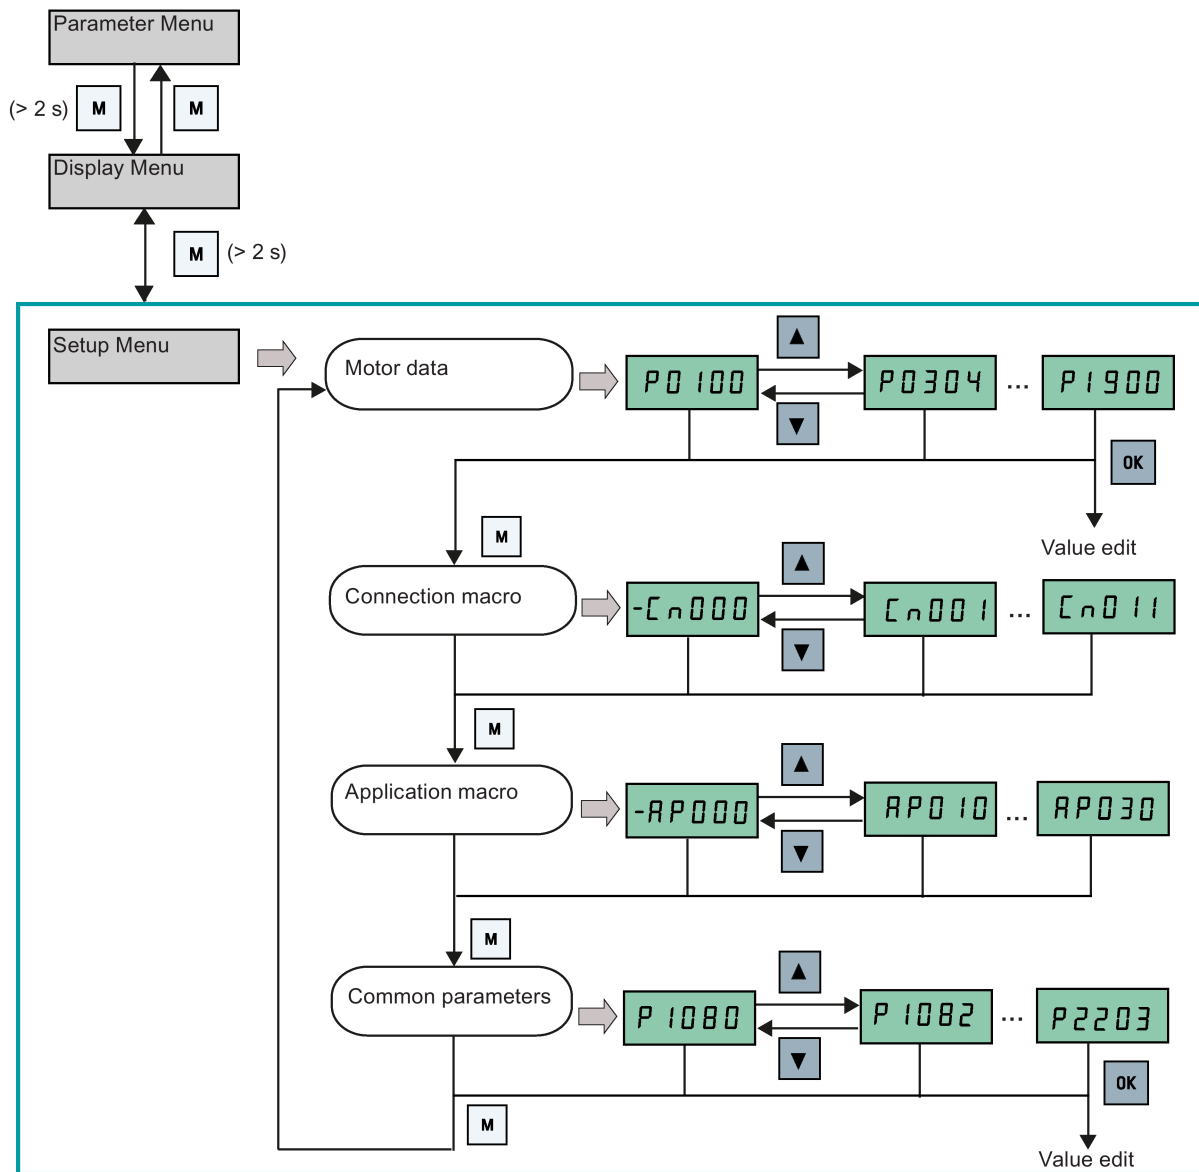 Parameter Menu
(> 2 s) M M
Display Menu
M (> 2 s)
Setup Menu
Motor data
▲
P0100 P0304 ... P1900
▼
OK
Value edit
M
Connection macro
▲
-Cn000 Cn001 ... Cn011
▼
M
Application macro
▲
-AP000 AP010 ... AP030
▼
M
Common parameters
▲
P1080 P1082 ... P2203
▼
OK
M
Value edit